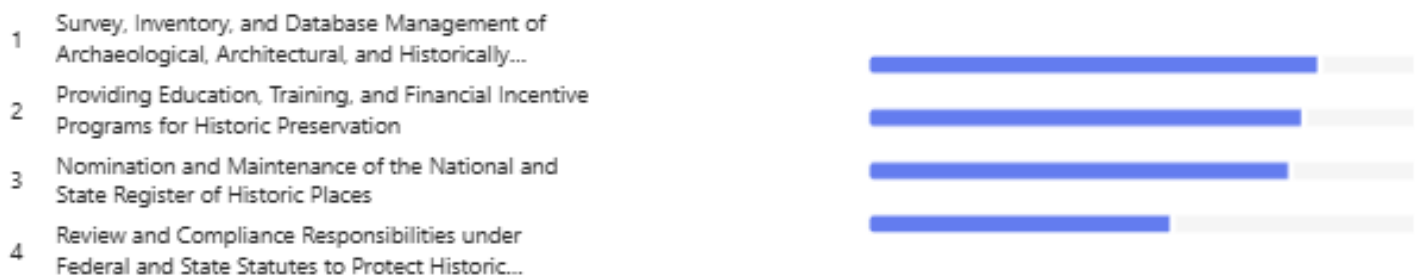 1 Survey, Inventory, and Database Management of
Archaeological, Architectural, and Historically...
2 Providing Education, Training, and Financial Incentive
Programs for Historic Preservation
3 Nomination and Maintenance of the National and
State Register of Historic Places
4 Review and Compliance Responsibilities under
Federal and State Statutes to Protect Historic...